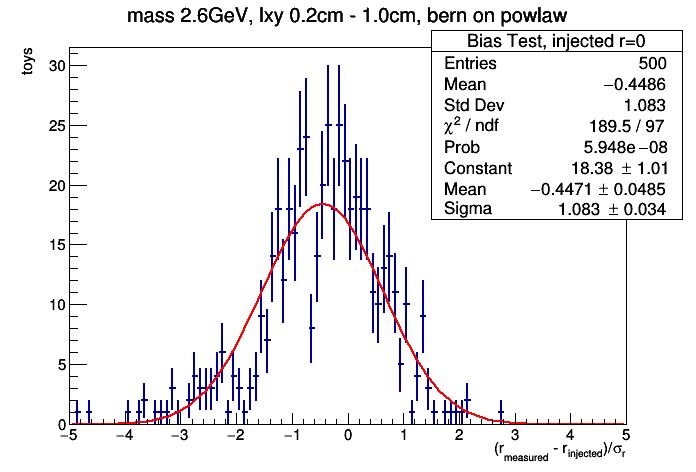 mass 2.6GeV, lxy 0.2cm - 1.0cm, bern on powlaw
Bias Test, injected r=0
Entries 500
Mean −0.4486
Std Dev 1.083
χ² / ndf 189.5 / 97
Prob 5.948e−08
Constant 18.38 ± 1.01
Mean −0.4471 ± 0.0485
Sigma 1.083 ± 0.034
toys
30
25
20
15
10
5
0
−5 −4 −3 −2 −1 0 1 2 3 4 5
(r_measured - r_injected)/σ_r